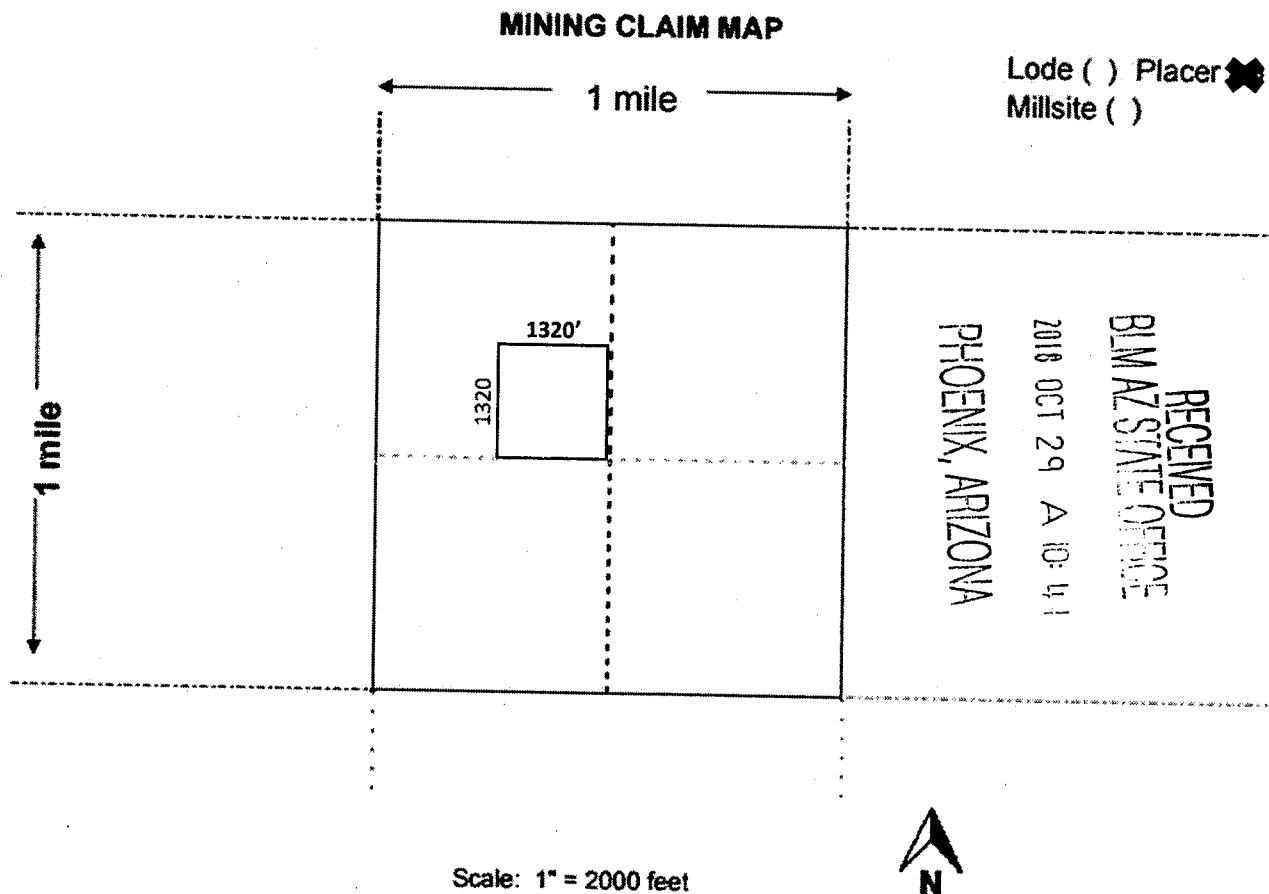 MINING CLAIM MAP
Lode ( ) Placer
Millsite ( )
1 mile
1 mile
1320'
1320
RECEIVED
BLM AZ STATE OFFICE
OCT 29 A 10:41
PHOENIX, ARIZONA
Scale: 1" = 2000 feet
N